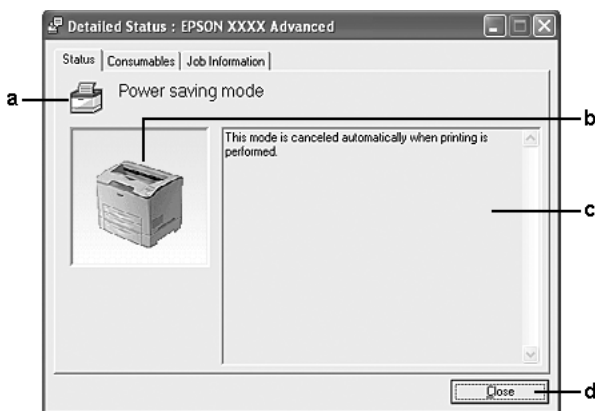 Detailed Status : EPSON XXXX Advanced
Status Consumables Job Information
a
Power saving mode
b
This mode is canceled automatically when printing is
performed.
c
Close
d